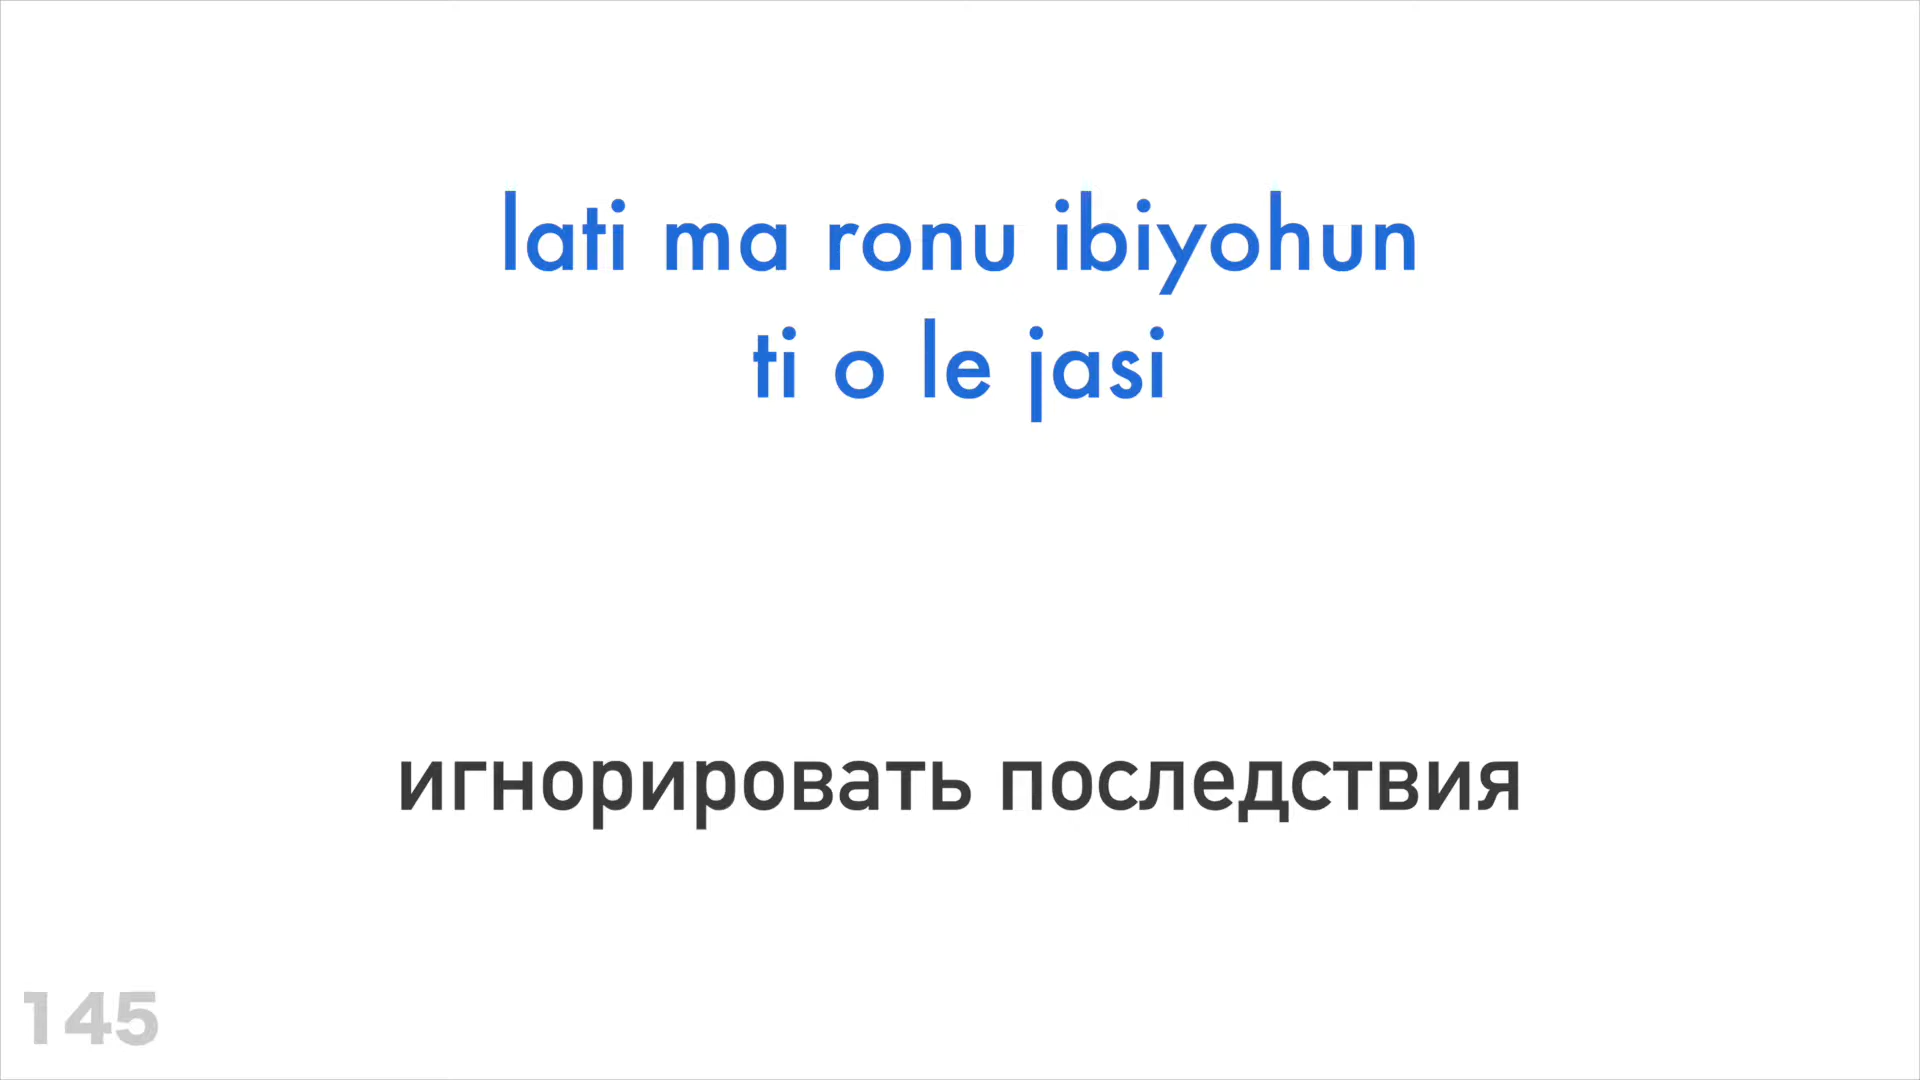 lati ma ronu ibiyohun
ti o le jasi
игнорировать последствия
145